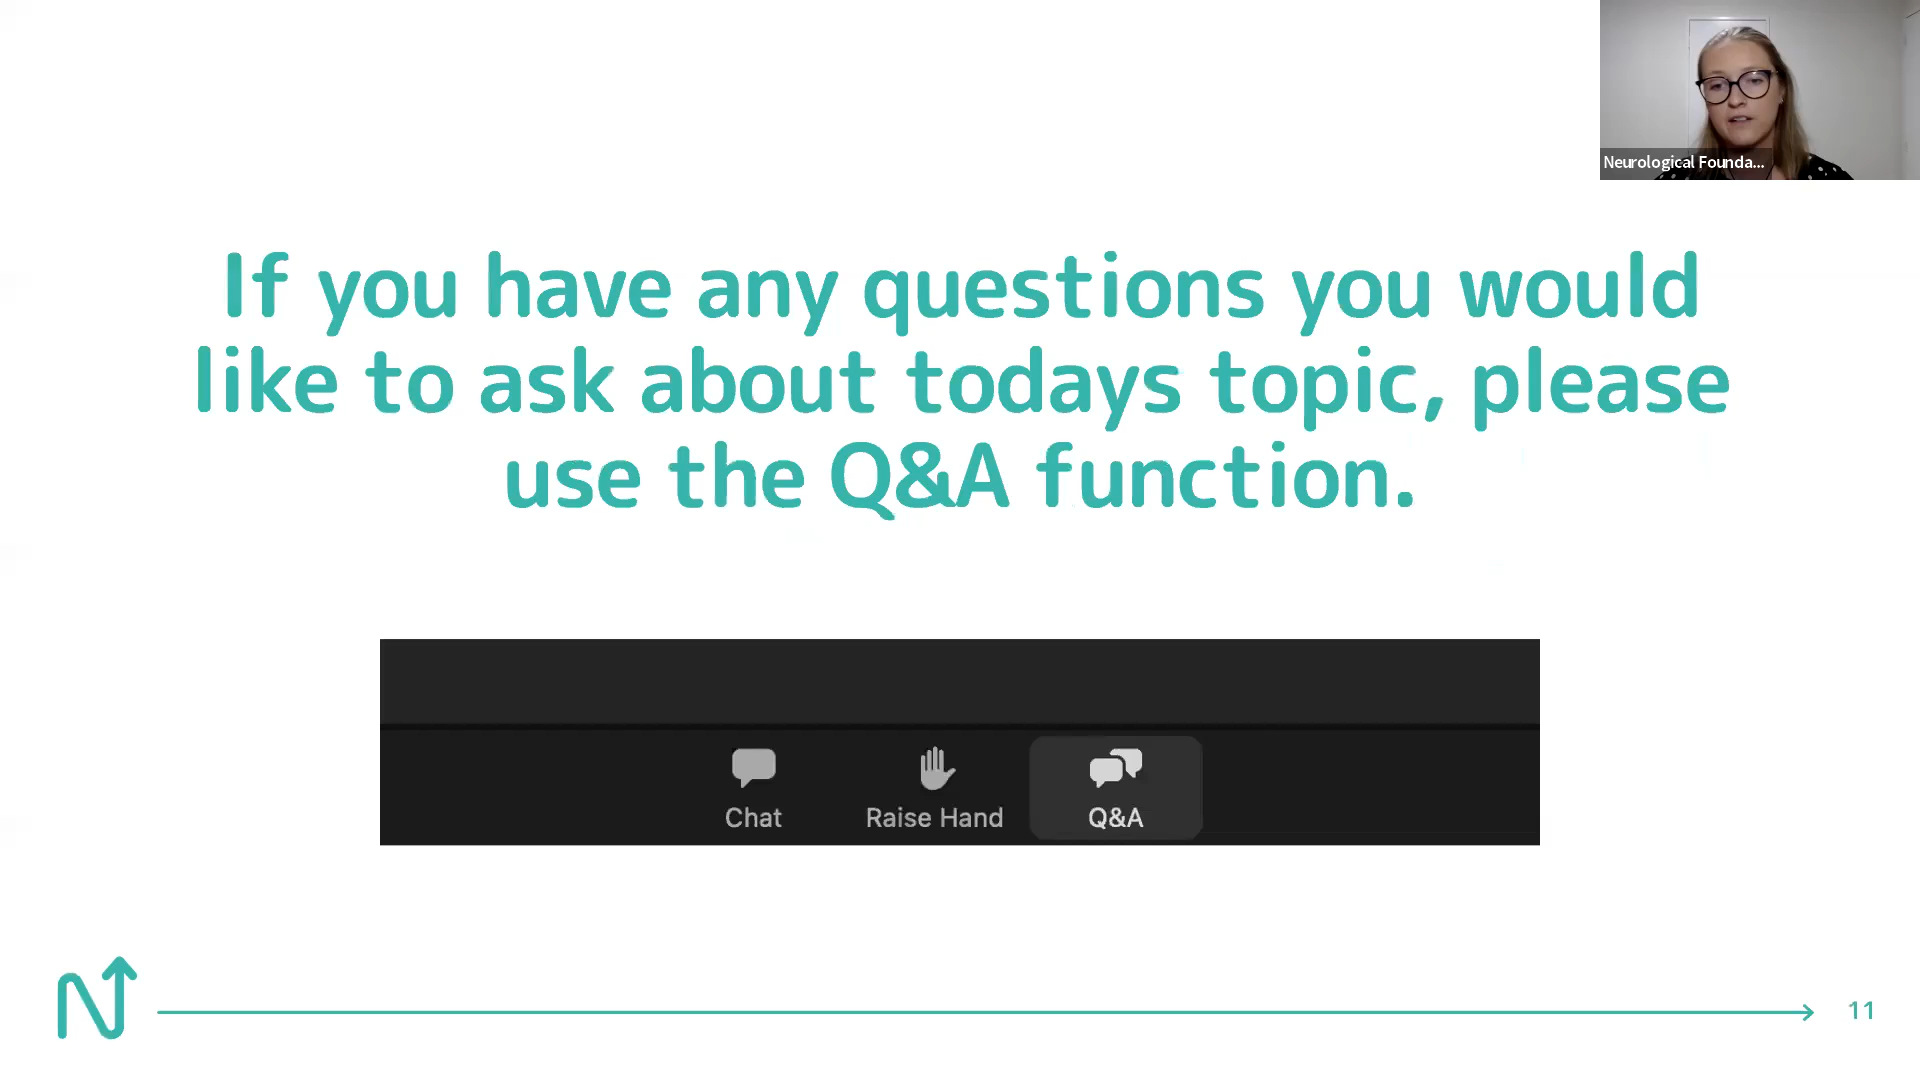 Neurological Founda...
If you have any questions you would
like to ask about todays topic, please
use the Q&A function.
Chat
Raise Hand
Q&A
11